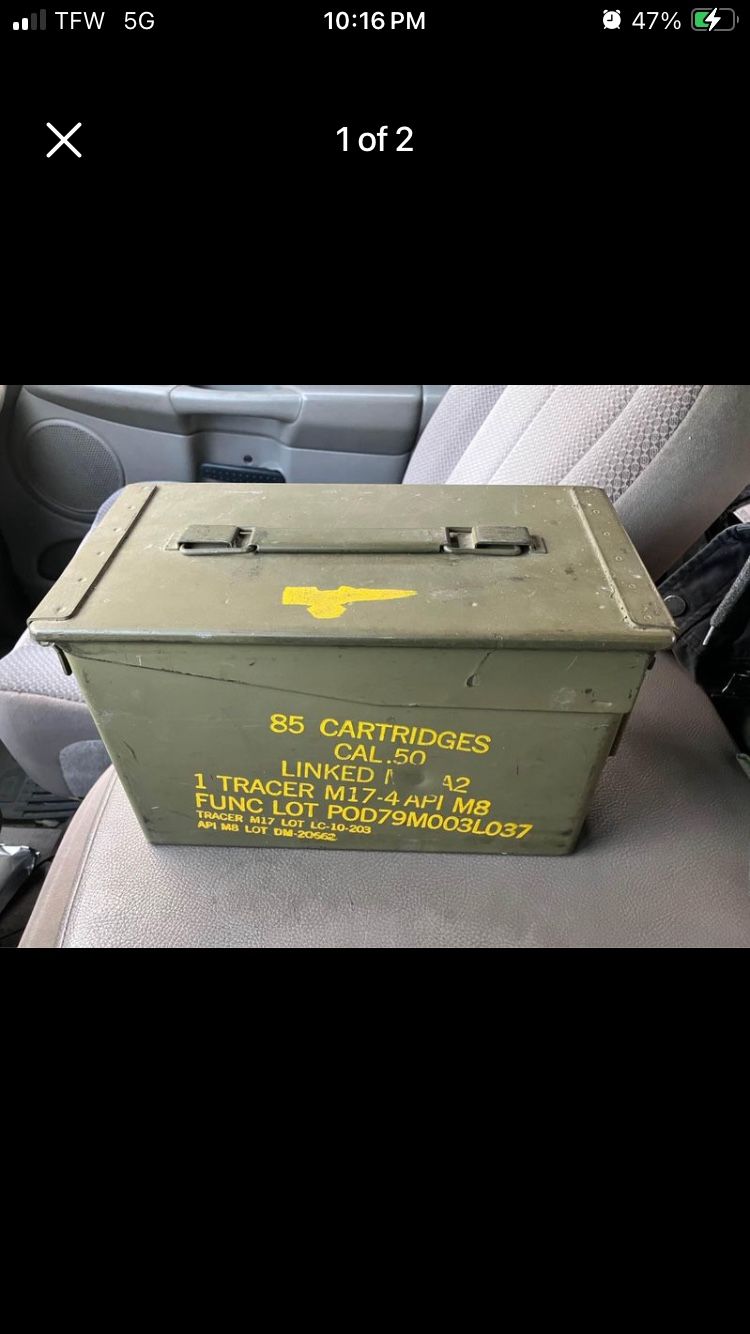 TFW 5G 10:16 PM 47%
1 of 2
85 CARTRIDGES
CAL .50
LINKED A2
1 TRACER M17-4 API M8
FUNC LOT POD79M003L037
TRACER M17 LOT LC-10-203
API M8 LOT DM-20662